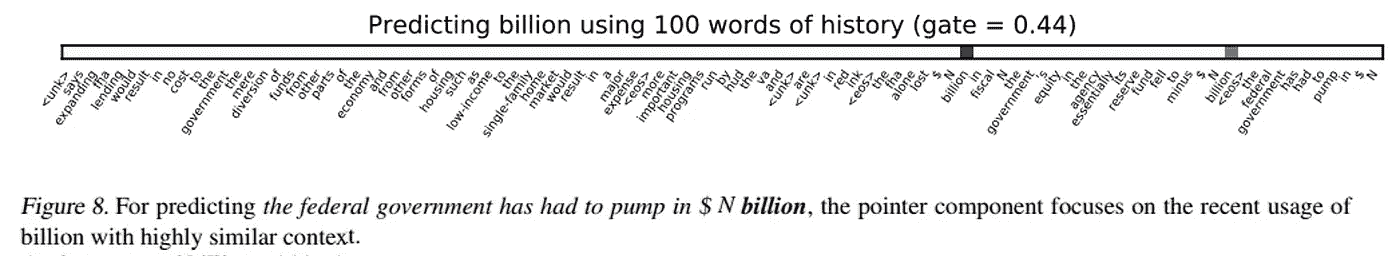 Predicting billion using 100 words of history (gate = 0.44)
<unk> says expanding fha lending would result in no cost to the government the mere diversion of funds from other parts of the economy and from other forms of housing such as low-income to the single-family home market would result in a major expense <eos> more important housing programs run by hud the va and <unk> are <unk> in red ink <eos> the fha alone lost $ N billion in fiscal N the government 's equity in the agency essentially its reserve fund fell to minus $ N billion <eos> the federal government has had to pump in $ N
Figure 8. For predicting the federal government has had to pump in $ N billion, the pointer component focuses on the recent usage of
billion with highly similar context.